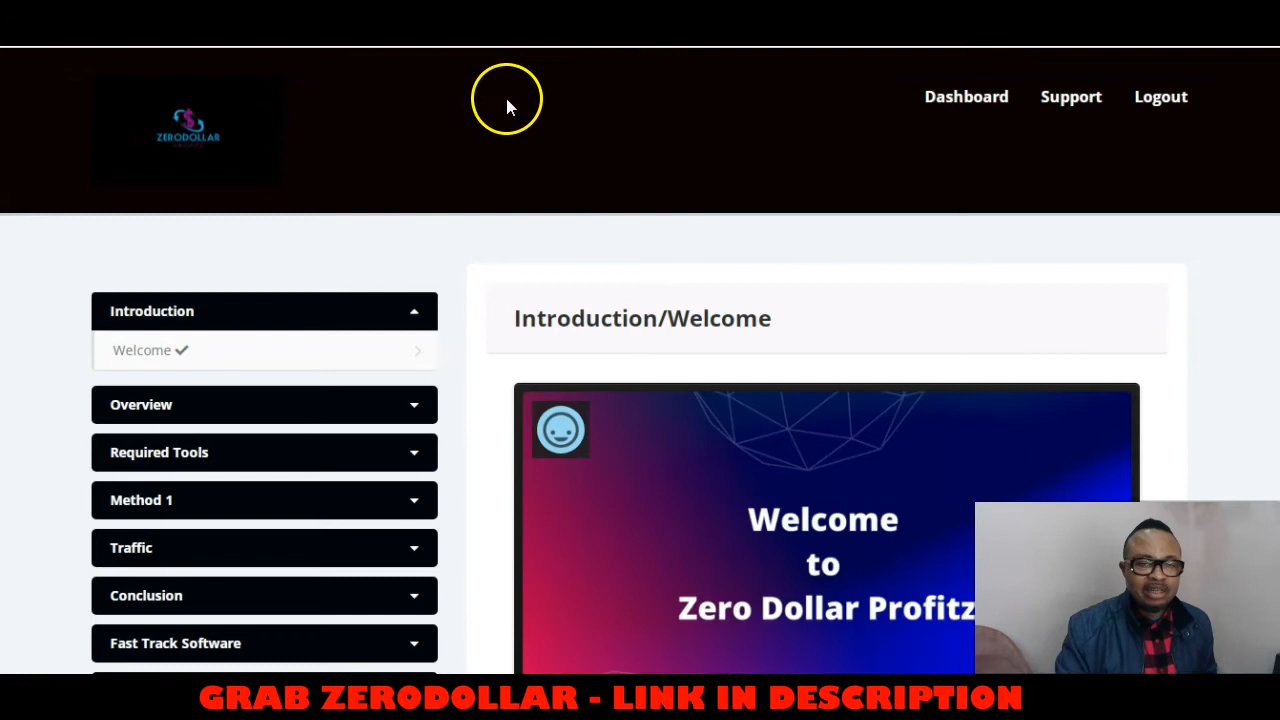 Dashboard
Support
Logout
ZERODOLLAR
Introduction
Welcome
Overview
Required Tools
Method 1
Traffic
Conclusion
Fast Track Software
Introduction/Welcome
Welcome
to
Zero Dollar Profitz
GRAB ZERODOLLAR - LINK IN DESCRIPTION